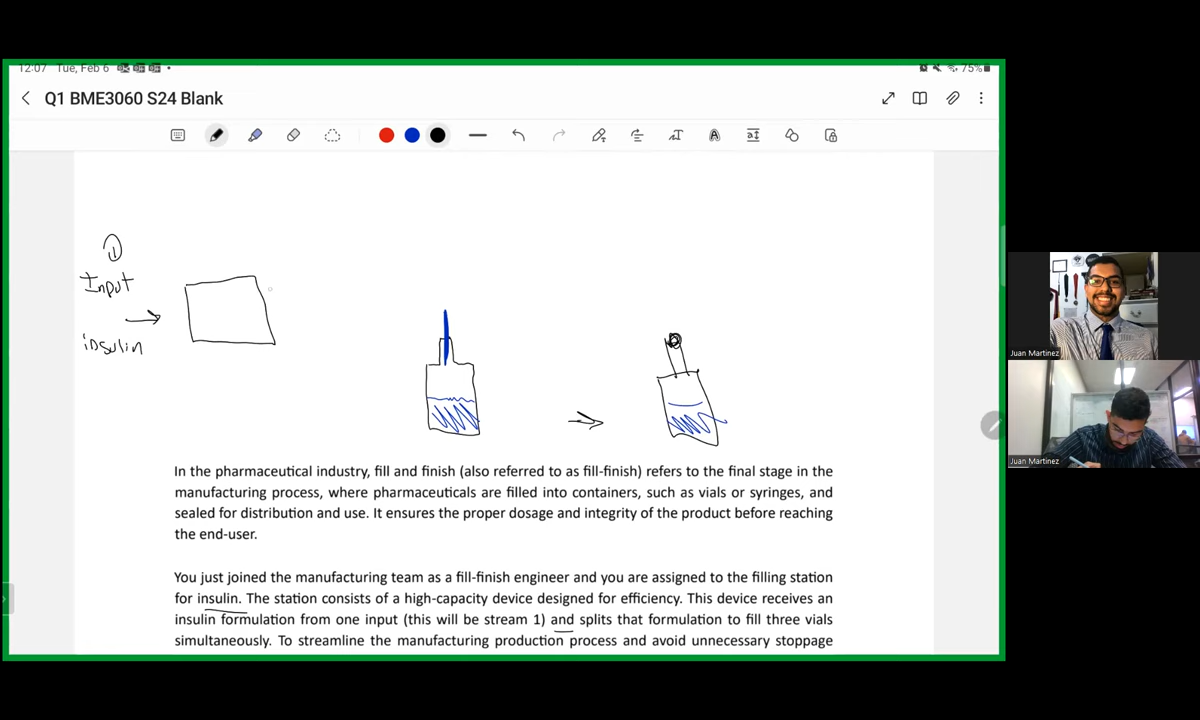 12:07 Tue, Feb 6
75%
Q1 BME3060 S24 Blank
1
Input
insulin
In the pharmaceutical industry, fill and finish (also referred to as fill-finish) refers to the final stage in the
manufacturing process, where pharmaceuticals are filled into containers, such as vials or syringes, and
sealed for distribution and use. It ensures the proper dosage and integrity of the product before reaching
the end-user.
You just joined the manufacturing team as a fill-finish engineer and you are assigned to the filling station
for insulin. The station consists of a high-capacity device designed for efficiency. This device receives an
insulin formulation from one input (this will be stream 1) and splits that formulation to fill three vials
simultaneously. To streamline the manufacturing production process and avoid unnecessary stoppage
Juan Martinez
Juan Martinez